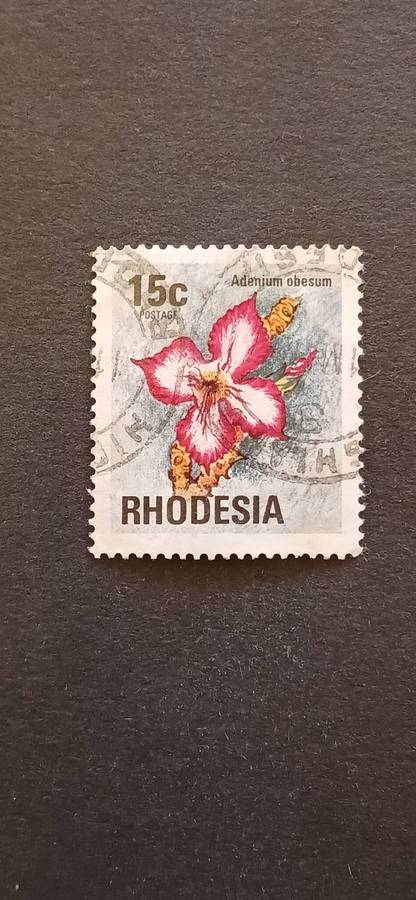 15c
POSTAGE
Adenium obesum
RHODESIA